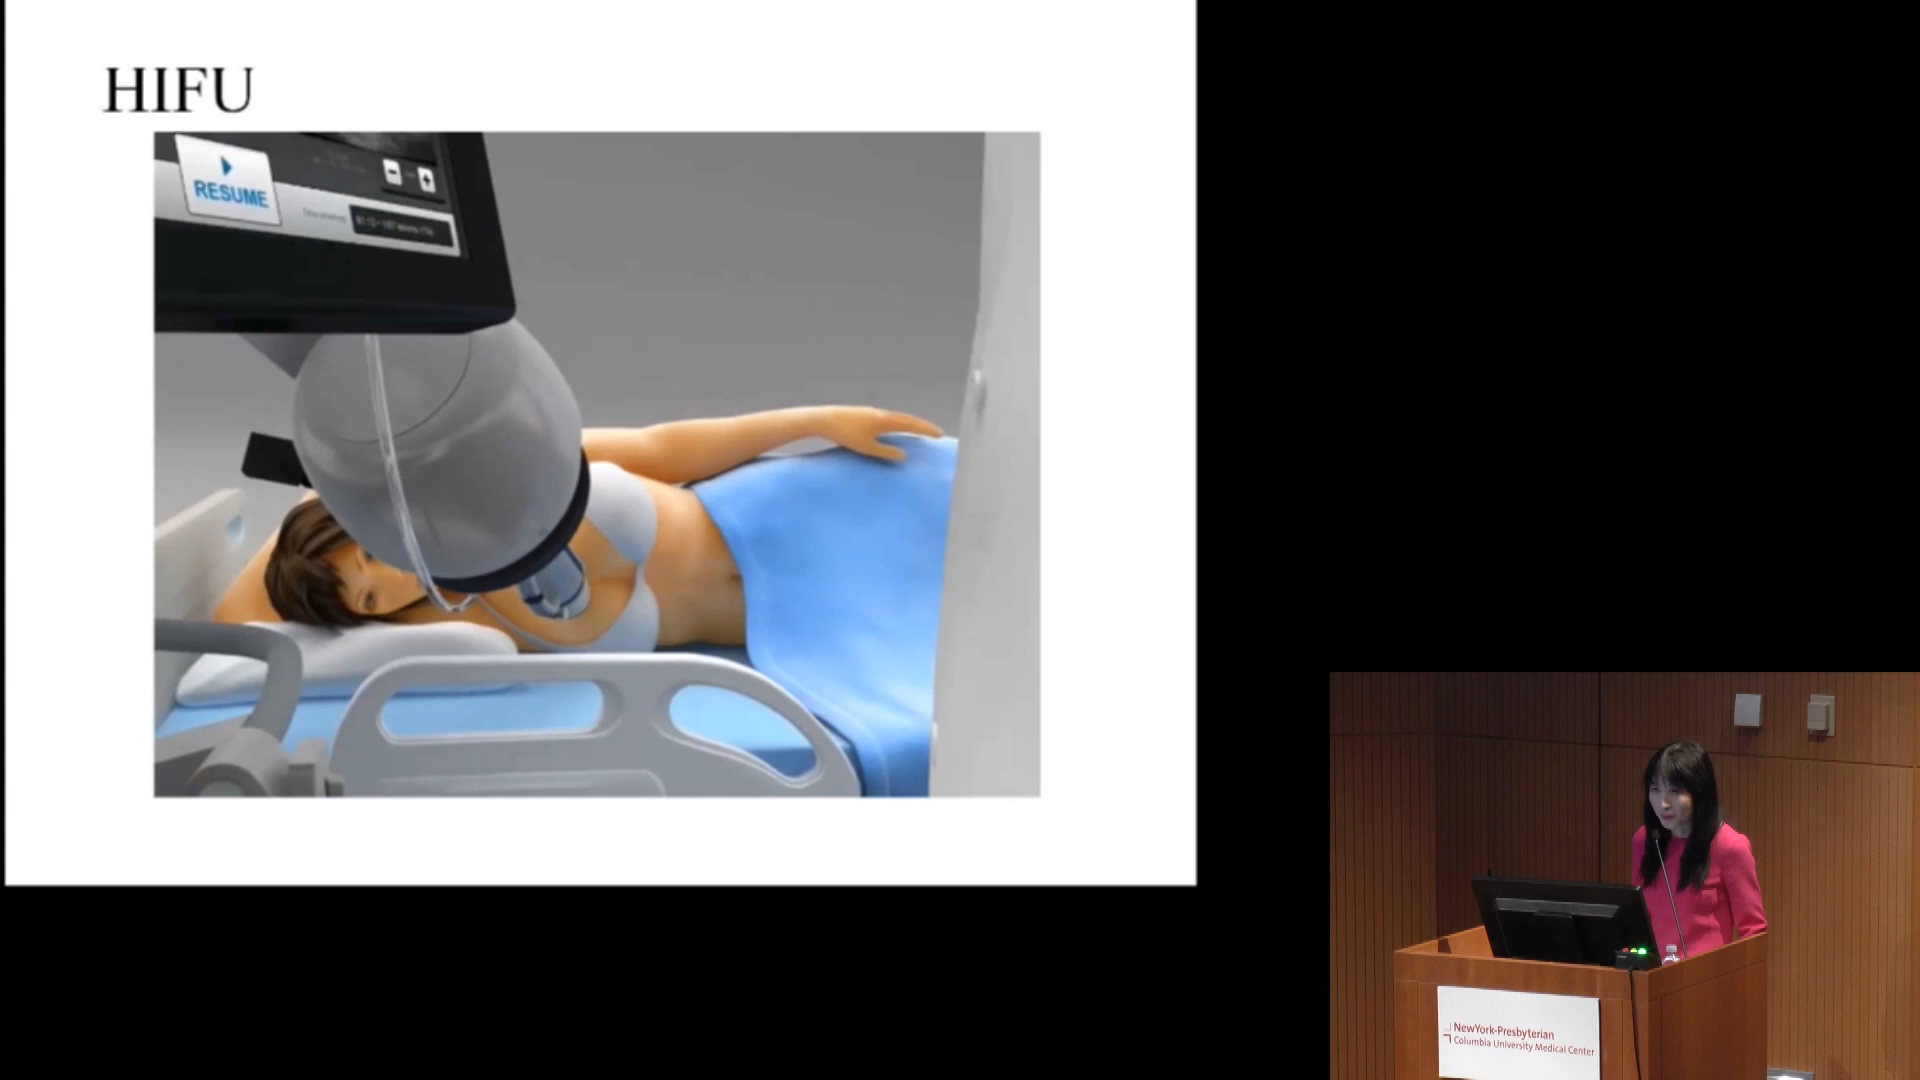 HIFU
RESUME
NewYork-Presbyterian
Columbia University Medical Center